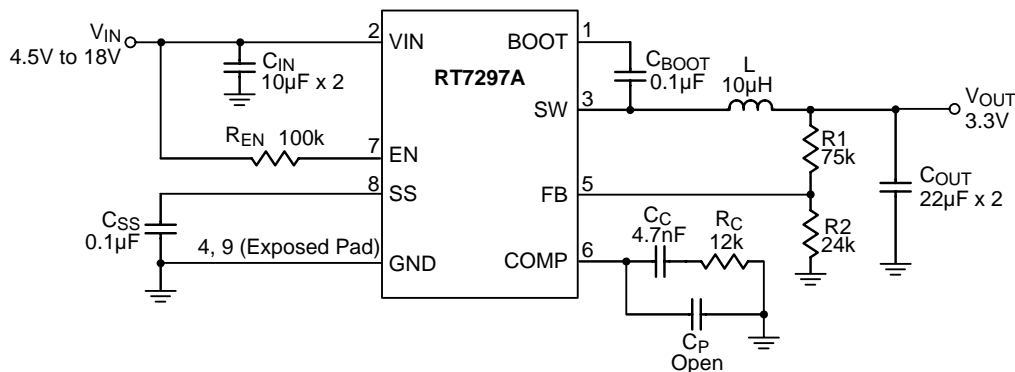 VIN
4.5V to 18V
CIN
10µF x 2
2
VIN
RT7297A
BOOT
1
CBOOT
0.1µF
L
10µH
SW
3
VOUT
3.3V
REN 100k
7
EN
R1
75k
8
SS
FB
5
COUT
22µF x 2
CSS
0.1µF
CC
4.7nF
RC
12k
R2
24k
4, 9 (Exposed Pad)
GND
COMP
6
CP
Open